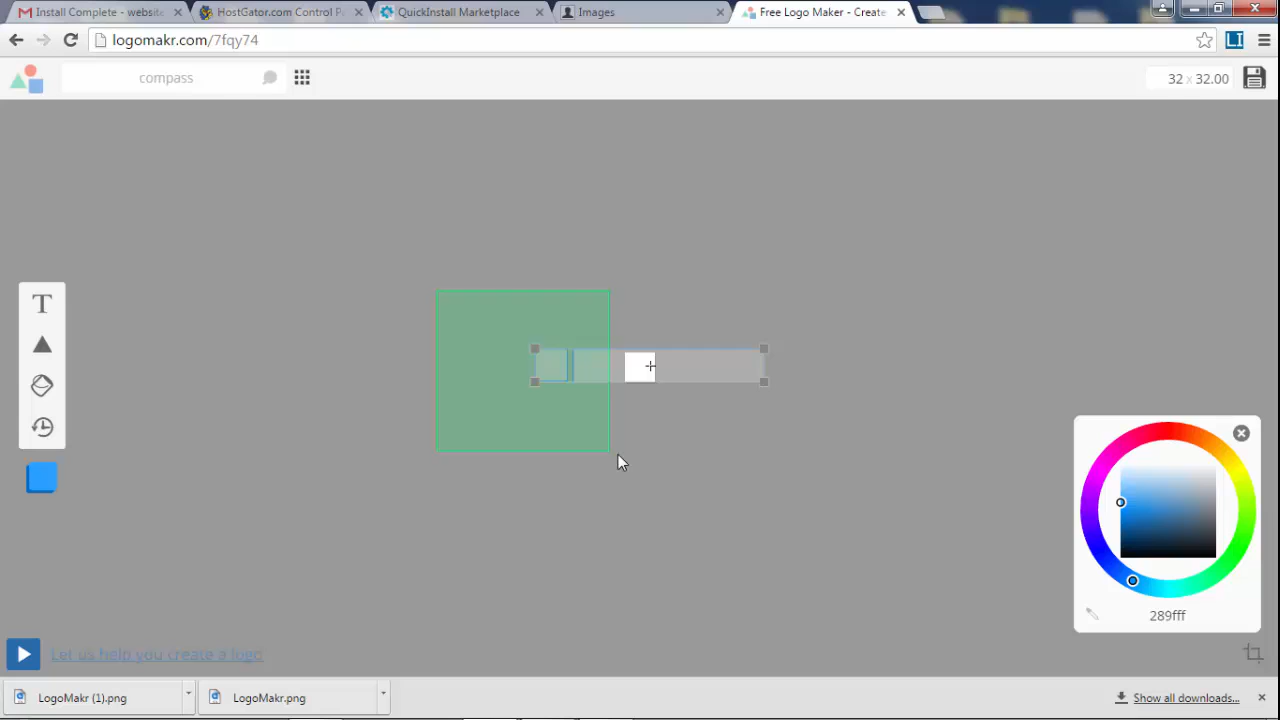 Install Complete - website
HostGator.com Control P
QuickInstall Marketplace
Images
Free Logo Maker - Create
logomakr.com/7fqy74
LI
compass
32 x 32.00
T
289fff
Let us help you create a logo
LogoMakr (1).png
LogoMakr.png
Show all downloads...